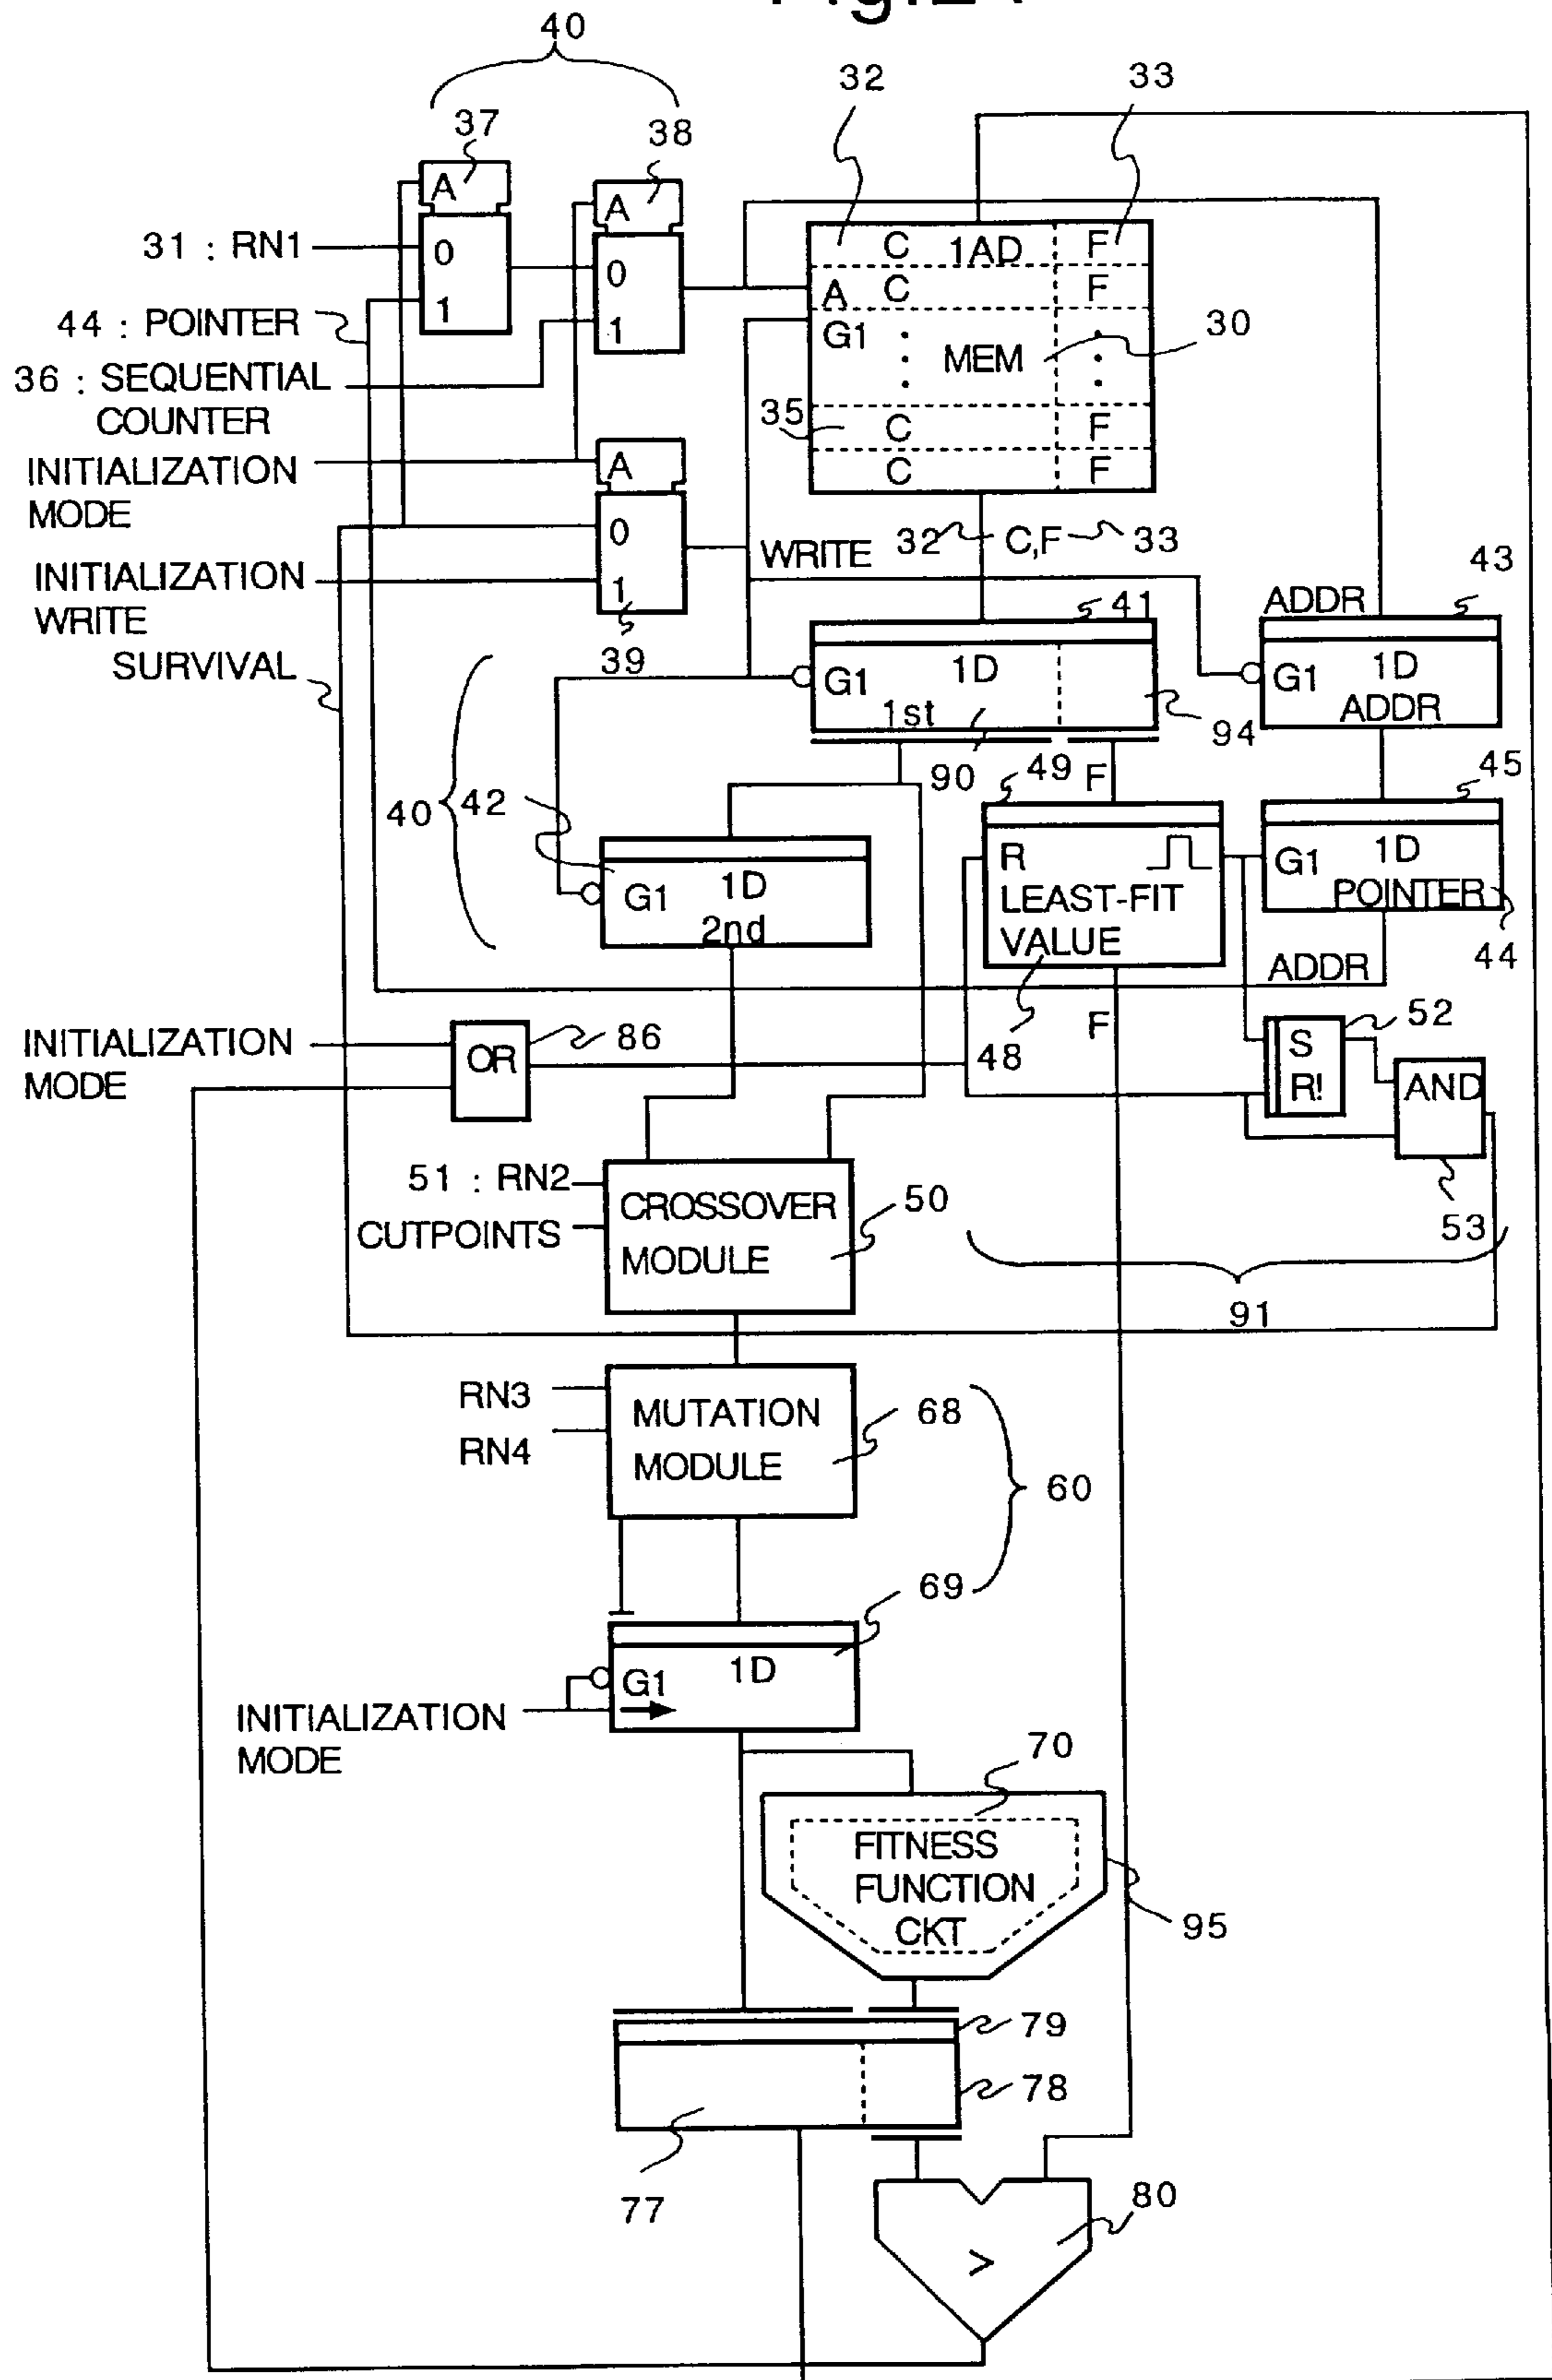 40
32
33
37
38
A
A
31 : RN1
0
1
0
1
C
1AD
F
A
C
F
G1
MEM
30
44 : POINTER
36 : SEQUENTIAL
COUNTER
35
C
F
C
F
INITIALIZATION
MODE
A
0
1
WRITE
32
C,F
33
INITIALIZATION
WRITE
39
SURVIVAL
41
ADDR
43
G1
1D
1st
94
G1
1D
ADDR
90
49
F
45
40
42
G1
1D
2nd
R
LEAST-FIT
VALUE
G1
1D
POINTER
44
ADDR
INITIALIZATION
MODE
OR
86
48
F
S
R!
52
AND
53
51 : RN2
CUTPOINTS
CROSSOVER
MODULE
50
91
RN3
RN4
MUTATION
MODULE
68
60
69
G1
1D
INITIALIZATION
MODE
70
FITNESS
FUNCTION
CKT
95
79
78
77
80
>